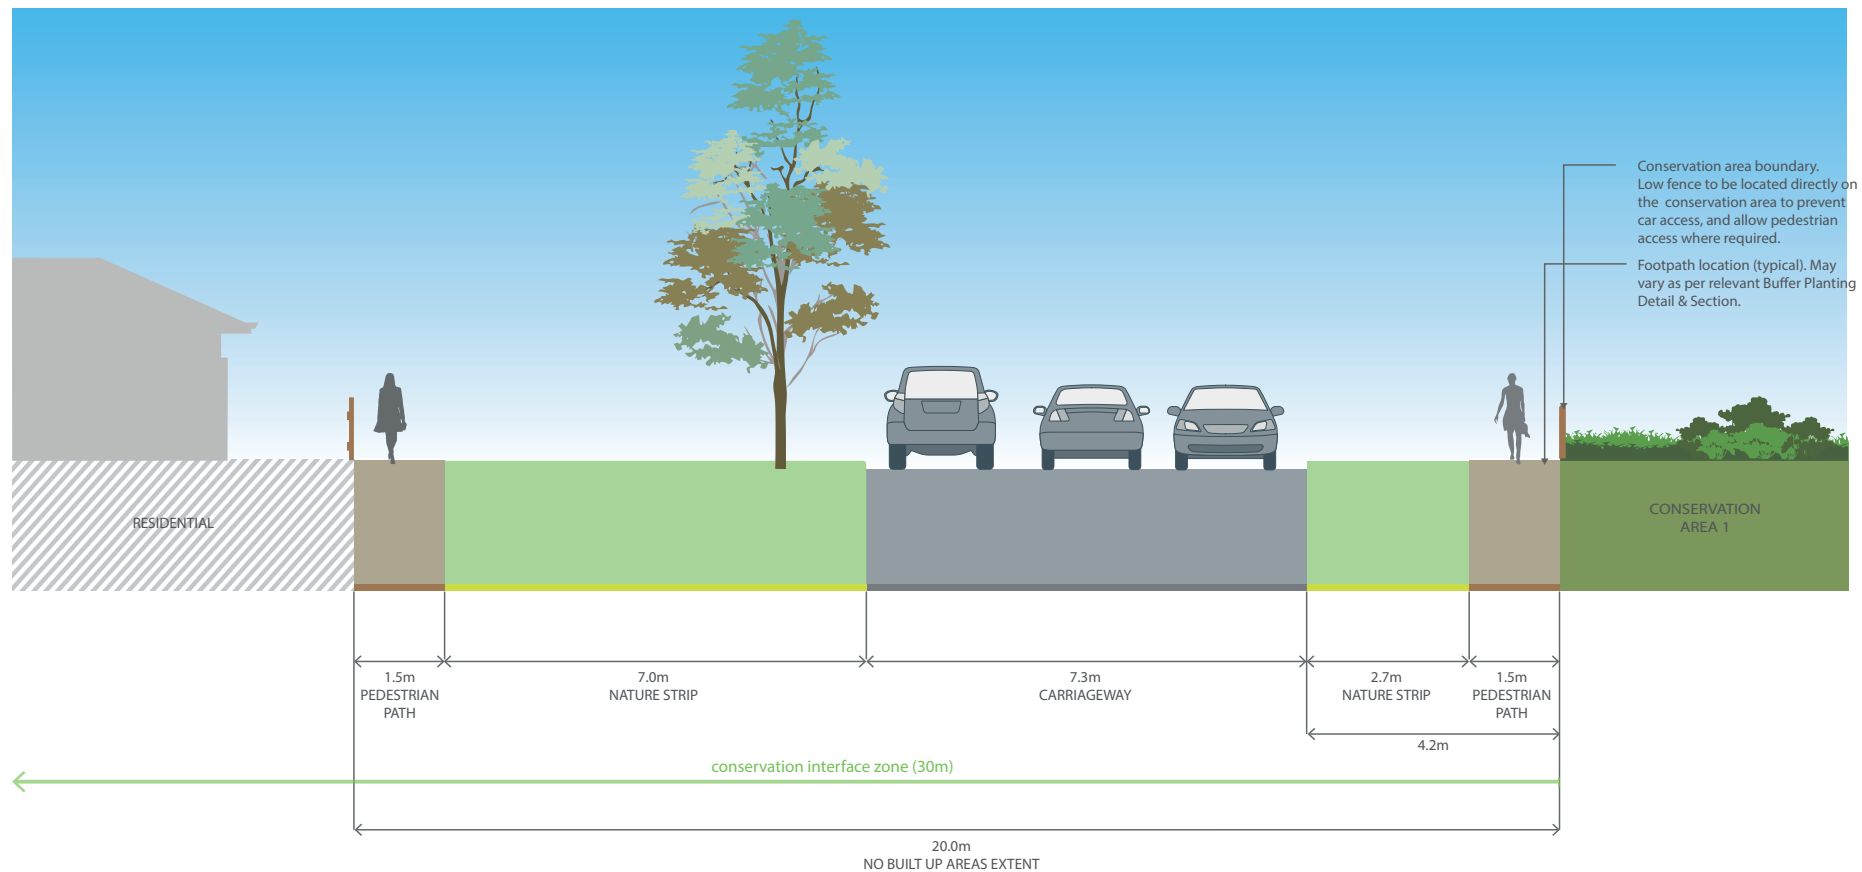 Conservation area boundary.
Low fence to be located directly on
the conservation area to prevent
car access, and allow pedestrian
access where required.
Footpath location (typical). May
vary as per relevant Buffer Planting
Detail & Section.
RESIDENTIAL
CONSERVATION
AREA 1
1.5m
PEDESTRIAN
PATH
7.0m
NATURE STRIP
7.3m
CARRIAGEWAY
2.7m
NATURE STRIP
1.5m
PEDESTRIAN
PATH
4.2m
conservation interface zone (30m)
20.0m
NO BUILT UP AREAS EXTENT